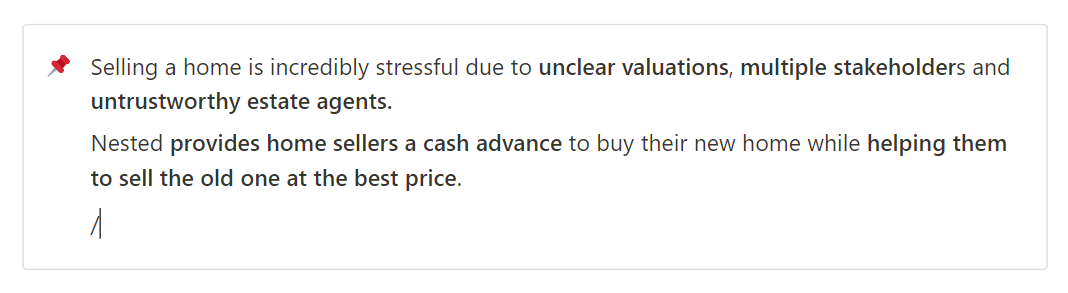 Selling a home is incredibly stressful due to unclear valuations, multiple stakeholders and
untrustworthy estate agents.
Nested provides home sellers a cash advance to buy their new home while helping them
to sell the old one at the best price.
/